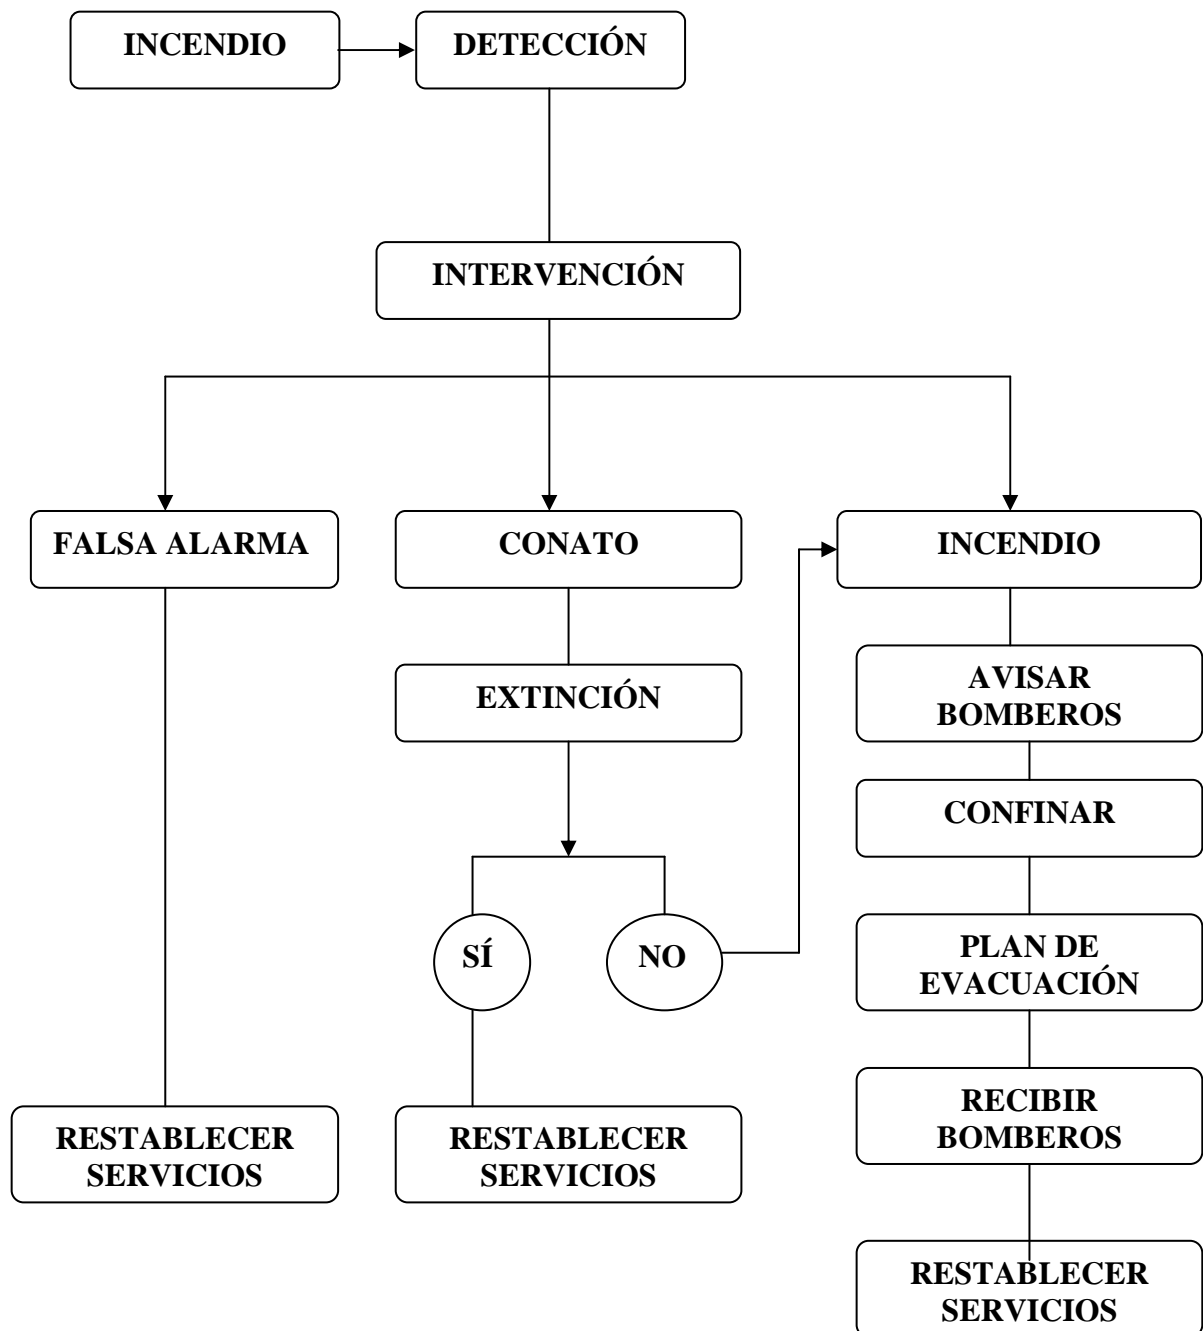 INCENDIO
DETECCIÓN
INTERVENCIÓN
FALSA ALARMA
CONATO
INCENDIO
EXTINCIÓN
AVISAR
BOMBEROS
CONFINAR
SÍ
NO
PLAN DE
EVACUACIÓN
RECIBIR
BOMBEROS
RESTABLECER
SERVICIOS
RESTABLECER
SERVICIOS
RESTABLECER
SERVICIOS